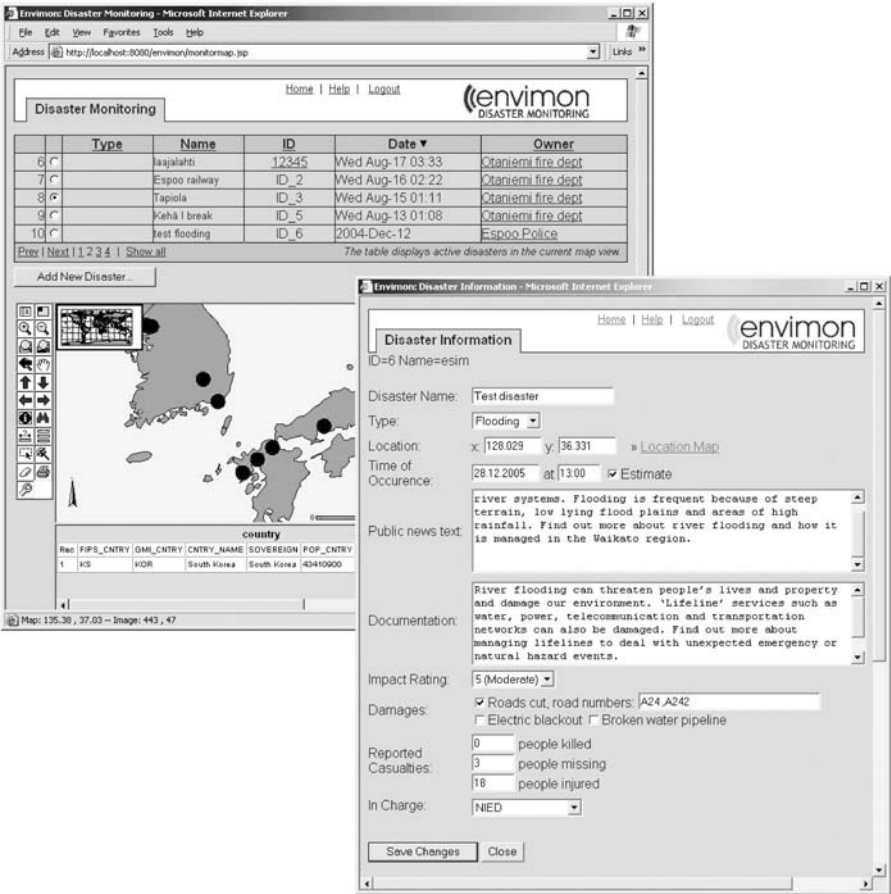 Envimon: Disaster Monitoring - Microsoft Internet Explorer
File Edit View Favorites Tools Help
Address http://localhost:8080/envimon/monitormap.jsp Links »
Home | Help | Logout
Disaster Monitoring
envimon
DISASTER MONITORING
Type Name ID Date ▼ Owner
6 laajalahti 12345 Wed Aug-17 03:33 Otaniemi fire dept
7 Espoo railway ID_2 Wed Aug-16 02:22 Otaniemi fire dept
8 Tapiola ID_3 Wed Aug-15 01:11 Otaniemi fire dept
9 Kehä I break ID_5 Wed Aug-13 01:08 Otaniemi fire dept
10 test flooding ID_6 2004-Dec-12 Espoo Police
Prev | Next | 1 2 3 4 | Show all The table displays active disasters in the current map view.
Add New Disaster...
N
0
country
Rec FIPS_CNTRY GMI_CNTRY CNTRY_NAME SOVEREIGN POP_CNTRY
1 KS KOR South Korea South Korea 43410900
Map: 135.38 , 37.03 -- Image: 443 , 47
Envimon: Disaster Information - Microsoft Internet Explorer
Home | Help | Logout
Disaster Information
envimon
DISASTER MONITORING
ID=6 Name=esim
Disaster Name: Test disaster
Type: Flooding
Location: x: 128.029 y: 36.331 » Location Map
Time of
Occurence: 28.12.2005 at 13:00 Estimate
Public news text:
river systems. Flooding is frequent because of steep
terrain, low lying flood plains and areas of high
rainfall. Find out more about river flooding and how it
is managed in the Waikato region.
Documentation:
River flooding can threaten people's lives and property
and damage our environment. 'Lifeline' services such as
water, power, telecommunication and transportation
networks can also be damaged. Find out more about
managing lifelines to deal with unexpected emergency or
natural hazard events.
Impact Rating: 5 (Moderate)
Damages: Roads cut, road numbers: A24,A242
Electric blackout Broken water pipeline
Reported
Casualties:
0 people killed
3 people missing
18 people injured
In Charge: NIED
Save Changes Close